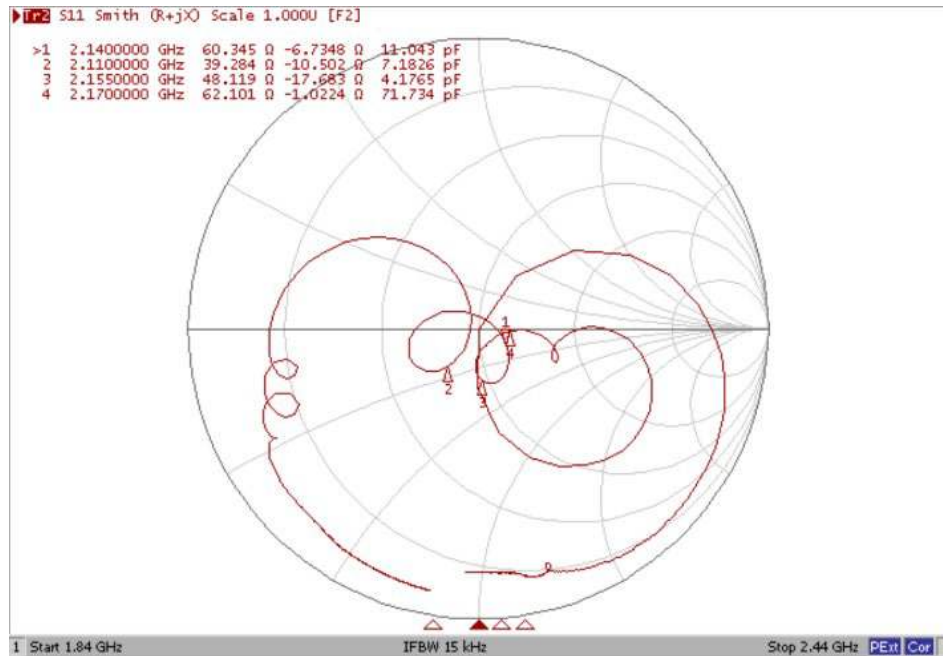 Tr2 S11 Smith (R+jX) Scale 1.000U [F2]
>1 2.1400000 GHz 60.345 Ω -6.7348 Ω 11.043 pF
2 2.1100000 GHz 39.284 Ω -10.502 Ω 7.1826 pF
3 2.1550000 GHz 48.119 Ω -17.683 Ω 4.1765 pF
4 2.1700000 GHz 62.101 Ω -1.0224 Ω 71.734 pF
1
4
2
3
1 Start 1.84 GHz IFBW 15 kHz Stop 2.44 GHz PExt Cor